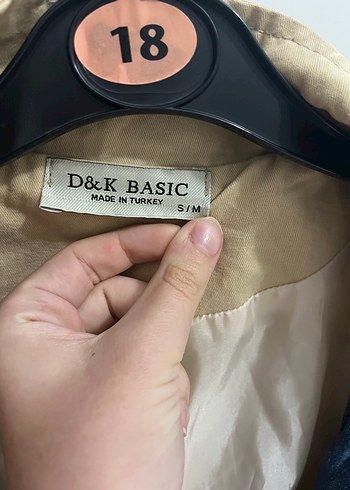 18
D&K BASIC
MADE IN TURKEY
S/M